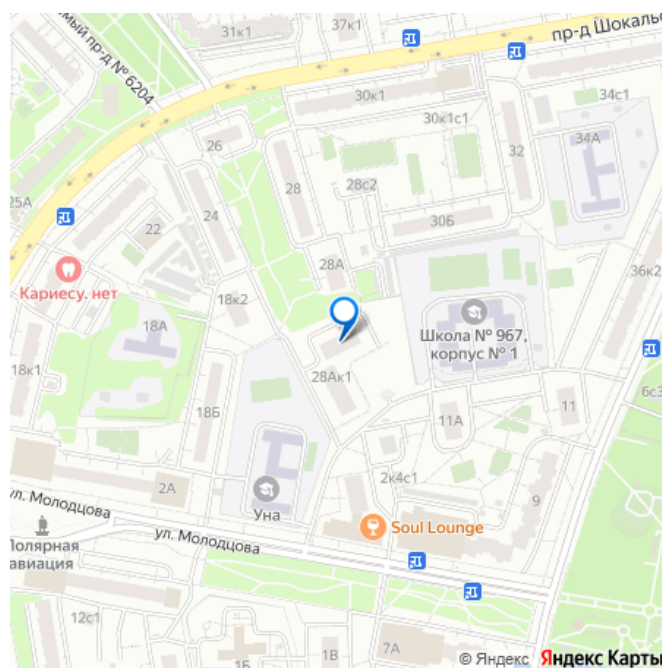 37к1
31к1
пр-д Шокаль
мый пр-д № 6204
30к1
34с1
30к1с1
26
34А
32
28
28с2
25А
24
30Б
22
28А
36к2
Кариесу. нет
18к2
Школа № 967,
корпус № 1
18А
18к1
28Ак1
6с3
18Б
11А
11
2А
2к4с1
9
Уна
ул. Молодцова
Soul Lounge
ул. Молодцова
Полярная
авиация
12с1
1Б
1В
7А
© Яндекс Яндекс Карты